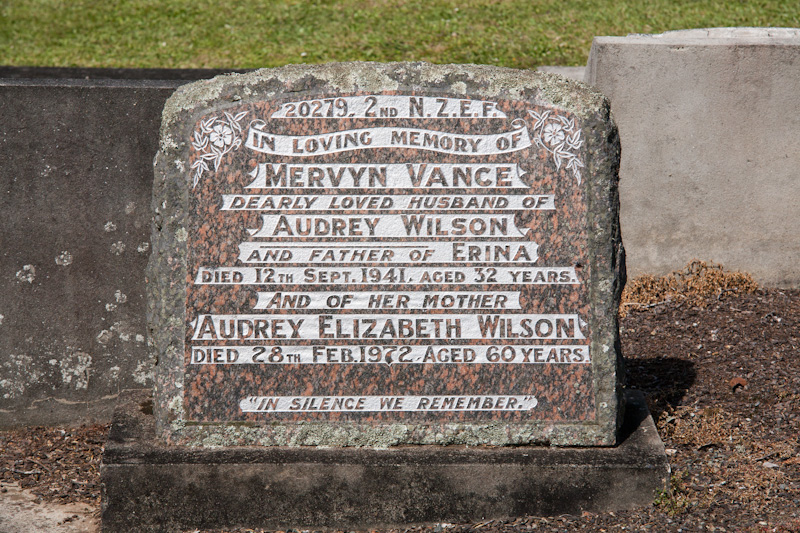 20279. 2ND N.Z.E.F.
IN LOVING MEMORY OF
MERVYN VANCE
DEARLY LOVED HUSBAND OF
AUDREY WILSON
AND FATHER OF ERINA
DIED 12TH SEPT. 1941. AGED 32 YEARS.
AND OF HER MOTHER
AUDREY ELIZABETH WILSON
DIED 28TH FEB. 1972. AGED 60 YEARS.
"IN SILENCE WE REMEMBER."